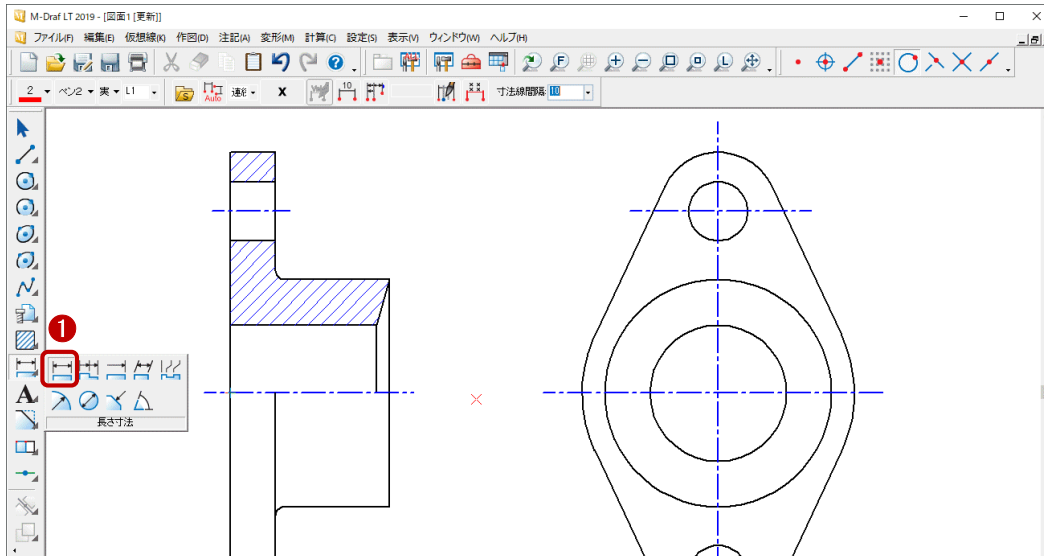 M-Draf LT 2019 - [図面1 [更新]]
ファイル(F) 編集(E) 仮想線(K) 作図(D) 注記(A) 変形(M) 計算(C) 設定(S) 表示(V) ウィンドウ(W) ヘルプ(H)
2 ペン2 実 L1 Auto 連続 X 10 寸法線間隔: 10
1
長さ寸法